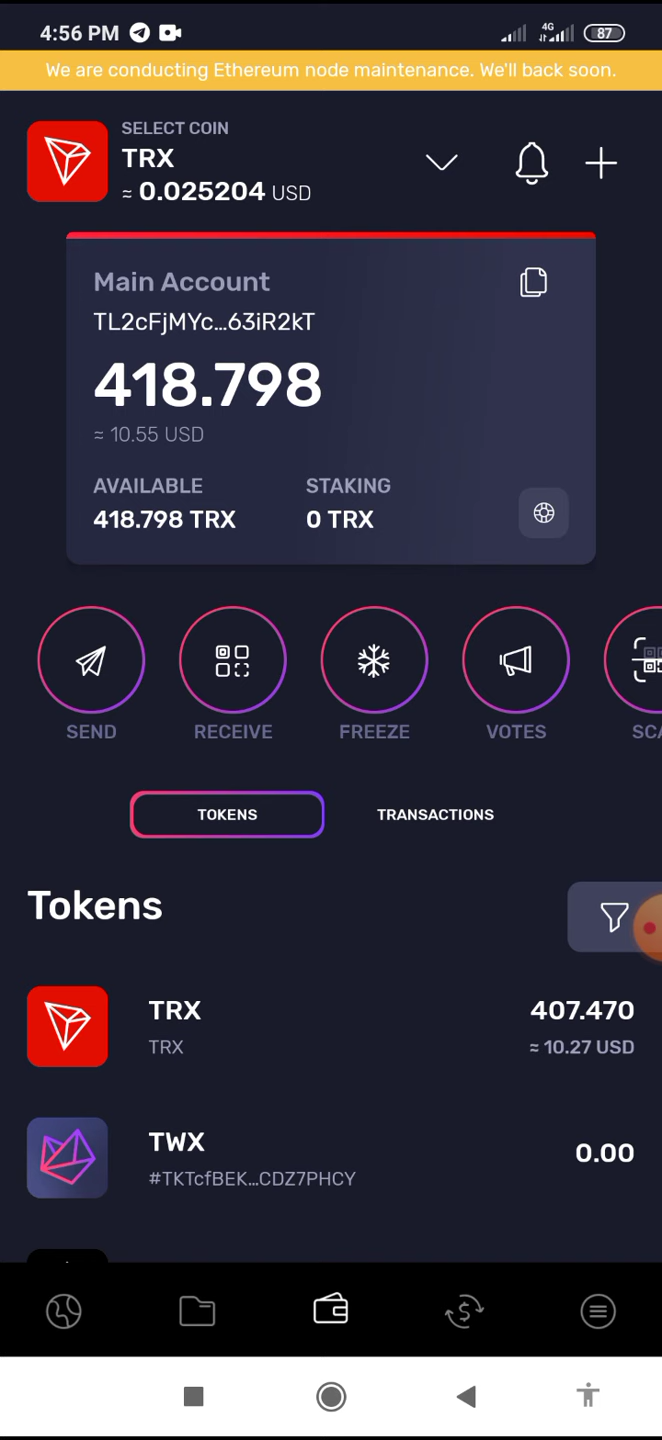 4:56 PM
4G
87
We are conducting Ethereum node maintenance. We'll back soon.
SELECT COIN
TRX
≈ 0.025204 USD
Main Account
TL2cFjMYc...63iR2kT
418.798
≈ 10.55 USD
AVAILABLE STAKING
418.798 TRX 0 TRX
SEND RECEIVE FREEZE VOTES SCA
TOKENS TRANSACTIONS
Tokens
TRX 407.470
TRX ≈ 10.27 USD
TWX 0.00
#TKTcfBEK...CDZ7PHCY